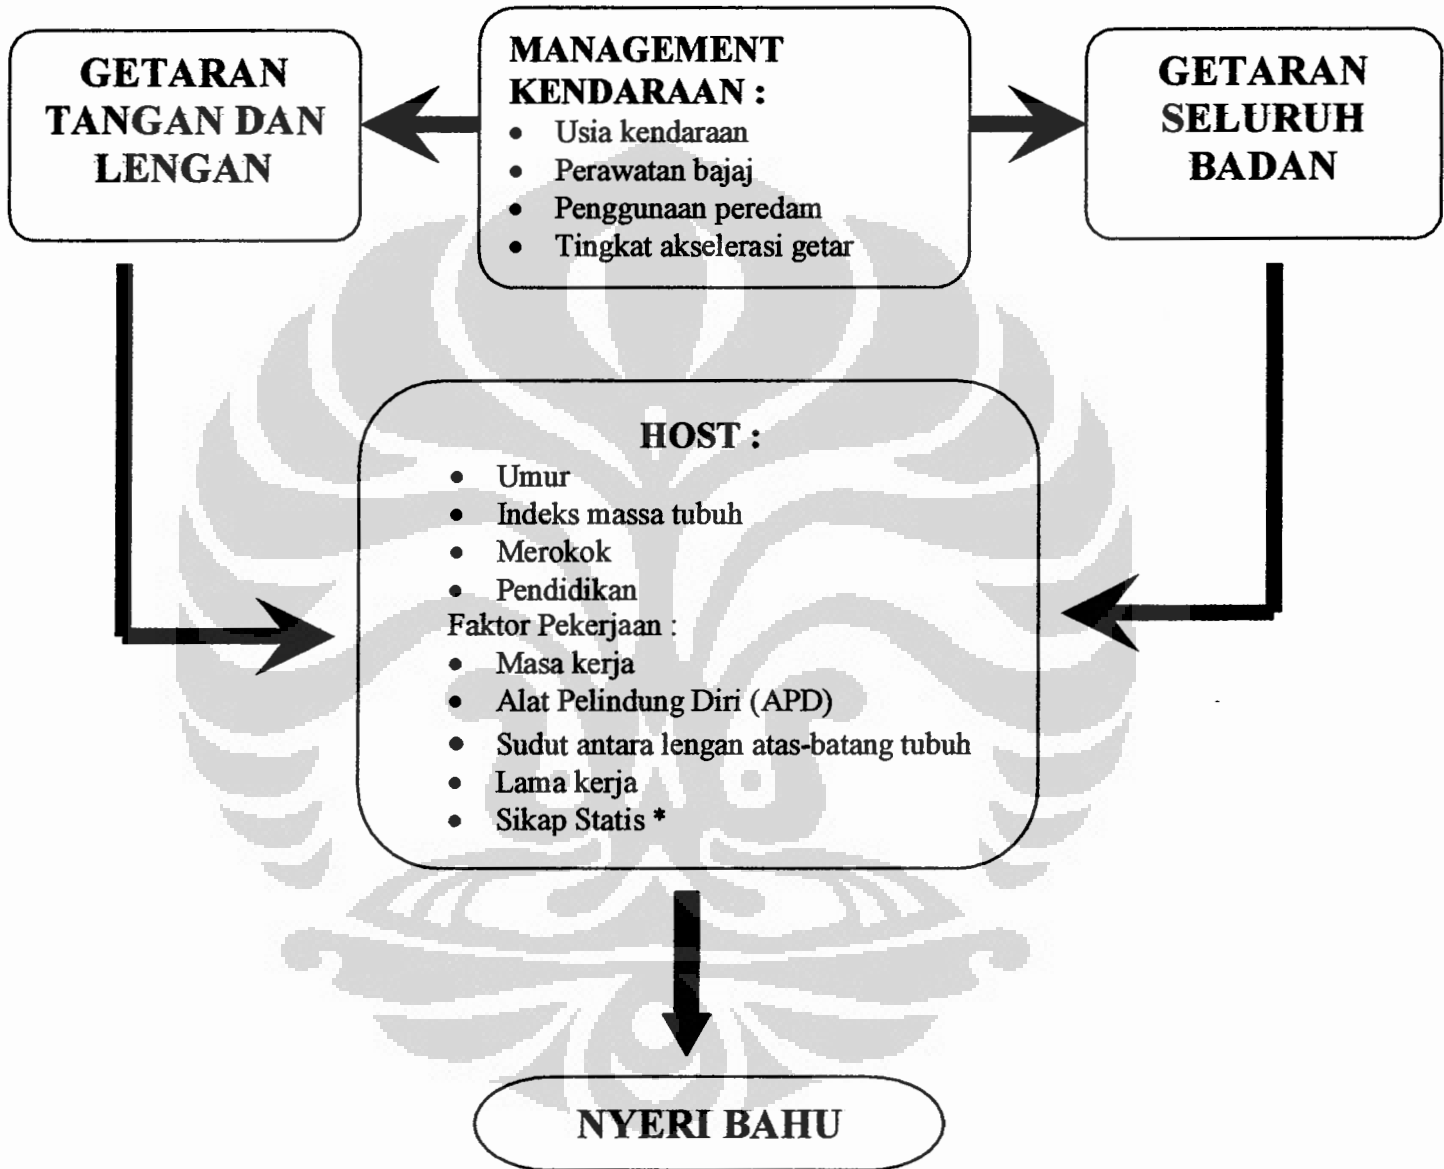 GETARAN
TANGAN DAN
LENGAN
MANAGEMENT
KENDARAAN :
• Usia kendaraan
• Perawatan bajaj
• Penggunaan peredam
• Tingkat akselerasi getar
GETARAN
SELURUH
BADAN
HOST :
• Umur
• Indeks massa tubuh
• Merokok
• Pendidikan
Faktor Pekerjaan :
• Masa kerja
• Alat Pelindung Diri (APD)
• Sudut antara lengan atas-batang tubuh
• Lama kerja
• Sikap Statis *
NYERI BAHU